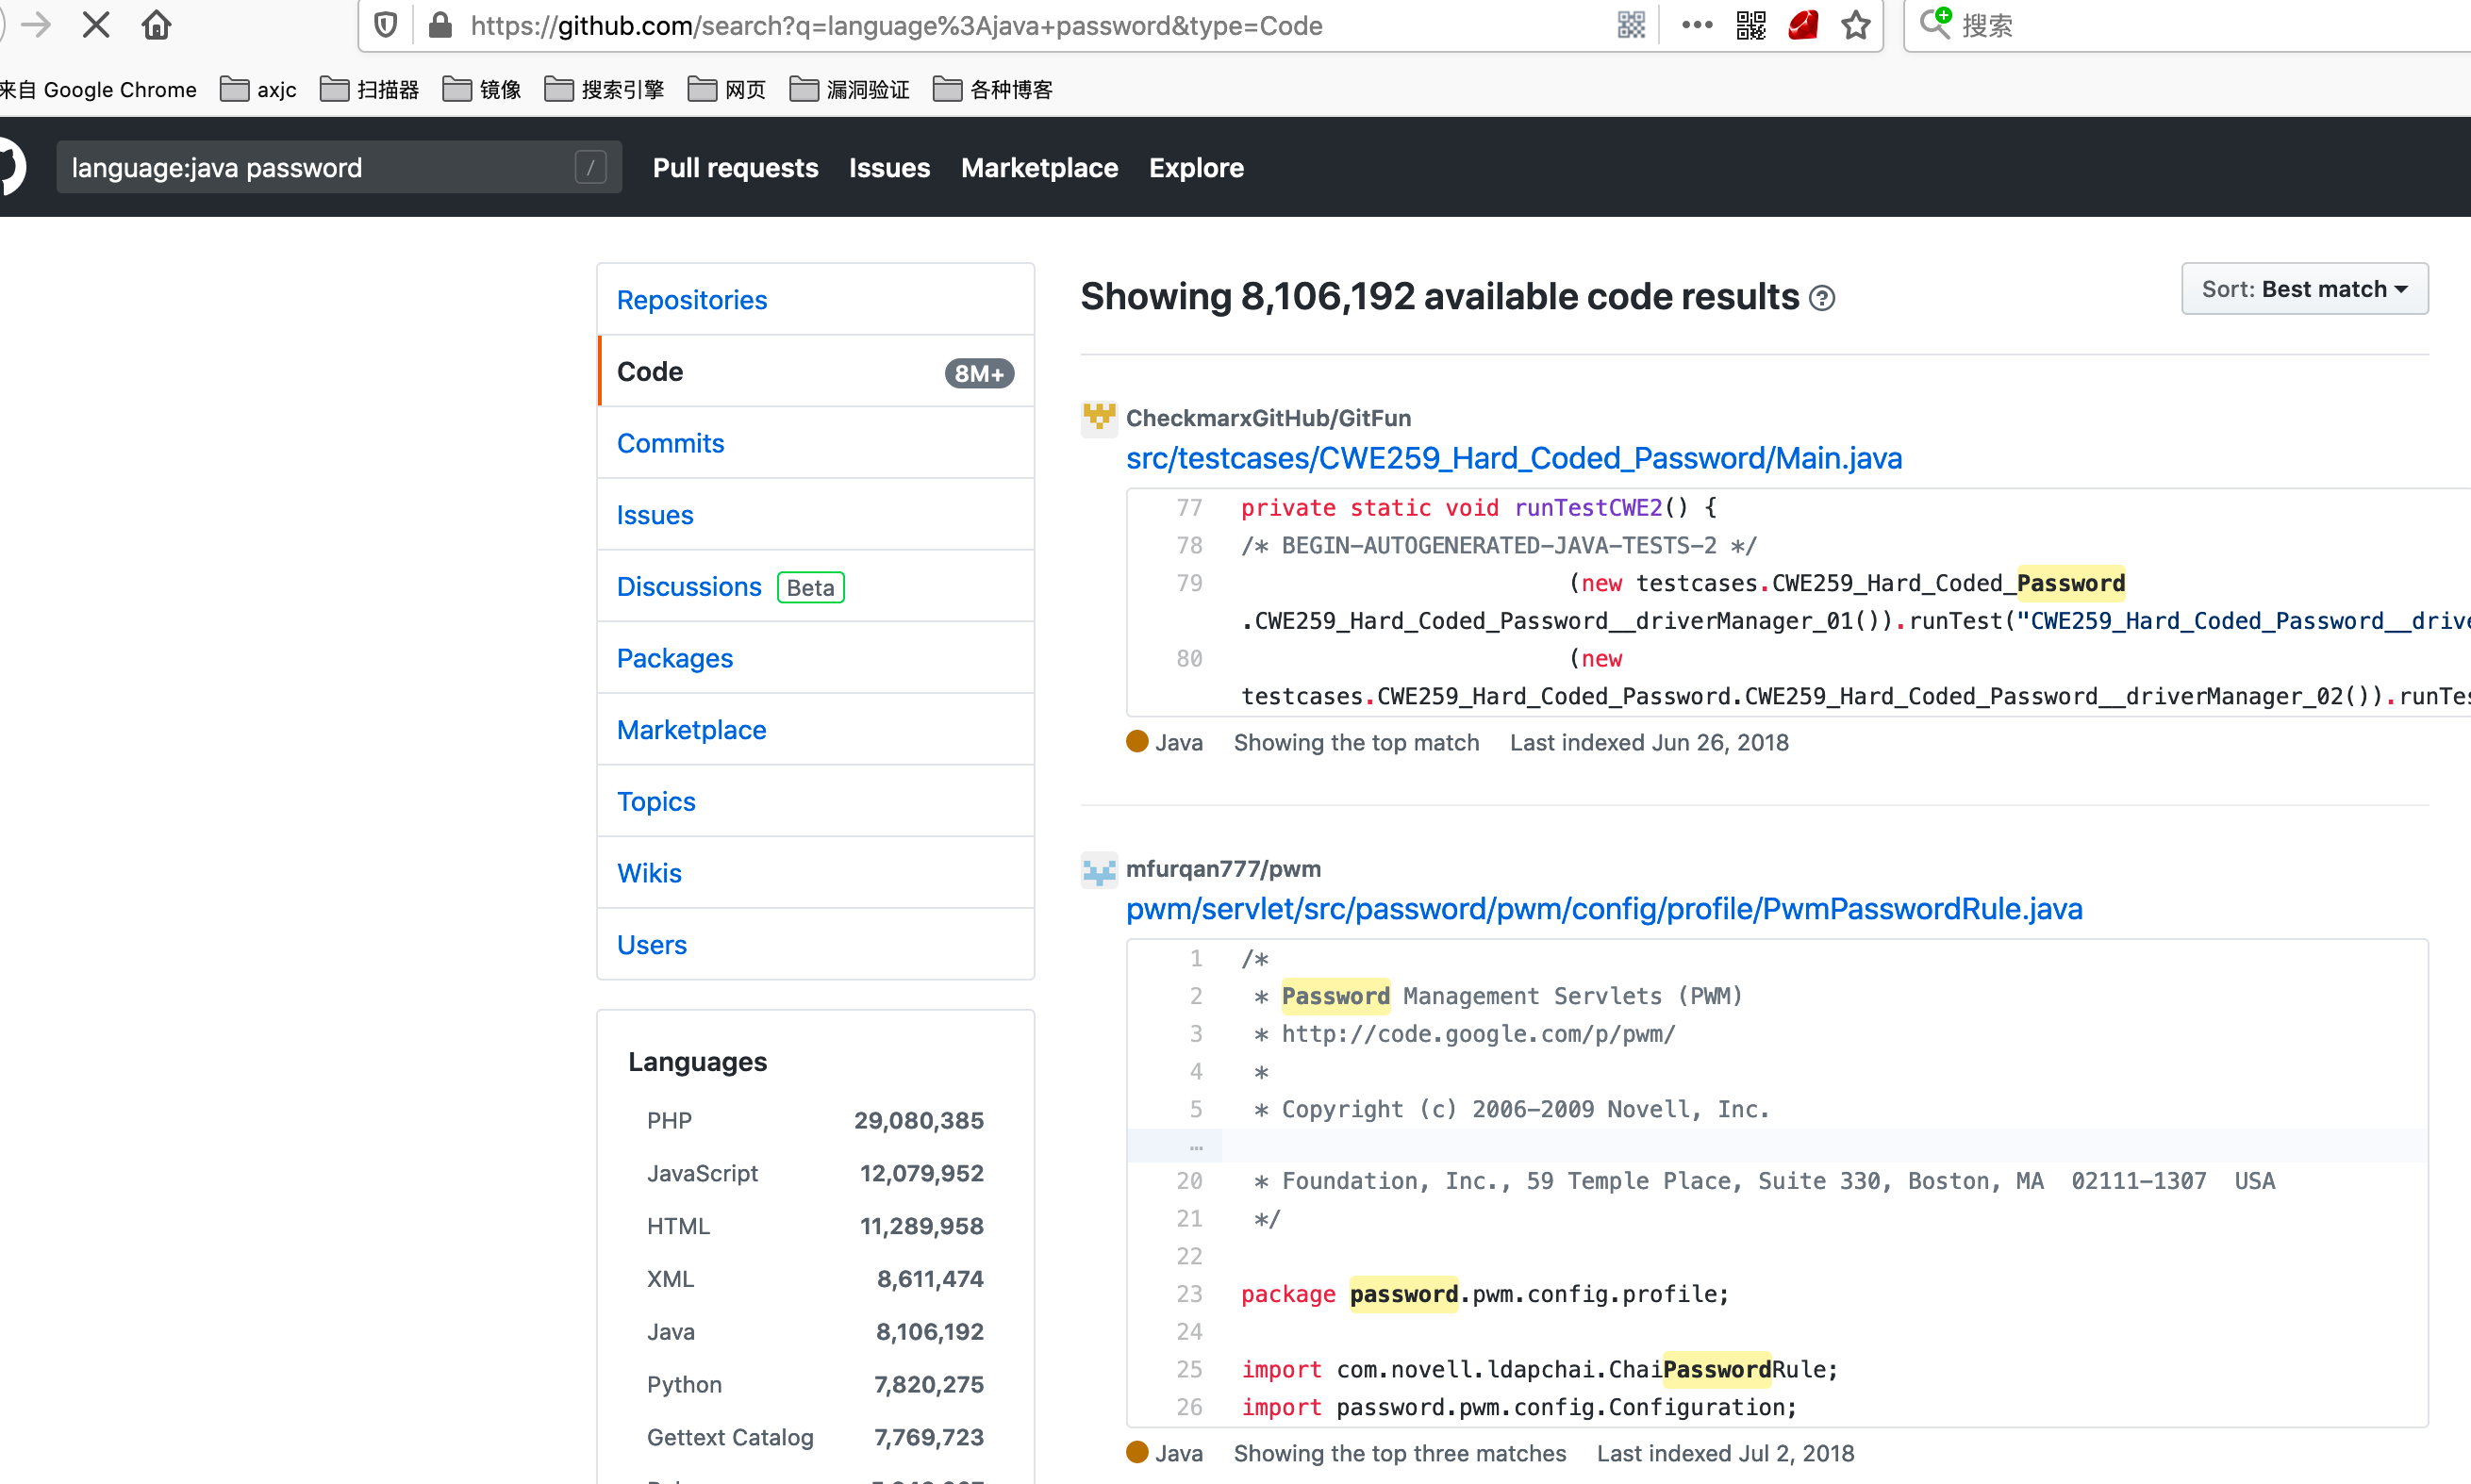 https://github.com/search?q=language%3Ajava+password&type=Code
搜索
来自 Google Chrome axjc 扫描器 镜像 搜索引擎 网页 漏洞验证 各种博客
language:java password / Pull requests Issues Marketplace Explore
Repositories
Code 8M+
Commits
Issues
Discussions Beta
Packages
Marketplace
Topics
Wikis
Users
Languages
PHP 29,080,385
JavaScript 12,079,952
HTML 11,289,958
XML 8,611,474
Java 8,106,192
Python 7,820,275
Gettext Catalog 7,769,723
Showing 8,106,192 available code results ?
Sort: Best match
CheckmarxGitHub/GitFun
src/testcases/CWE259_Hard_Coded_Password/Main.java
77 private static void runTestCWE2() {
78 /* BEGIN-AUTOGENERATED-JAVA-TESTS-2 */
79 (new testcases.CWE259_Hard_Coded_Password
.CWE259_Hard_Coded_Password__driverManager_01()).runTest("CWE259_Hard_Coded_Password__drive
80 (new
testcases.CWE259_Hard_Coded_Password.CWE259_Hard_Coded_Password__driverManager_02()).runTes
Java Showing the top match Last indexed Jun 26, 2018
mfurqan777/pwm
pwm/servlet/src/password/pwm/config/profile/PwmPasswordRule.java
1 /*
2 * Password Management Servlets (PWM)
3 * http://code.google.com/p/pwm/
4 *
5 * Copyright (c) 2006-2009 Novell, Inc.
…
20 * Foundation, Inc., 59 Temple Place, Suite 330, Boston, MA  02111-1307  USA
21 */
22
23 package password.pwm.config.profile;
24
25 import com.novell.ldapchai.ChaiPasswordRule;
26 import password.pwm.config.Configuration;
Java Showing the top three matches Last indexed Jul 2, 2018